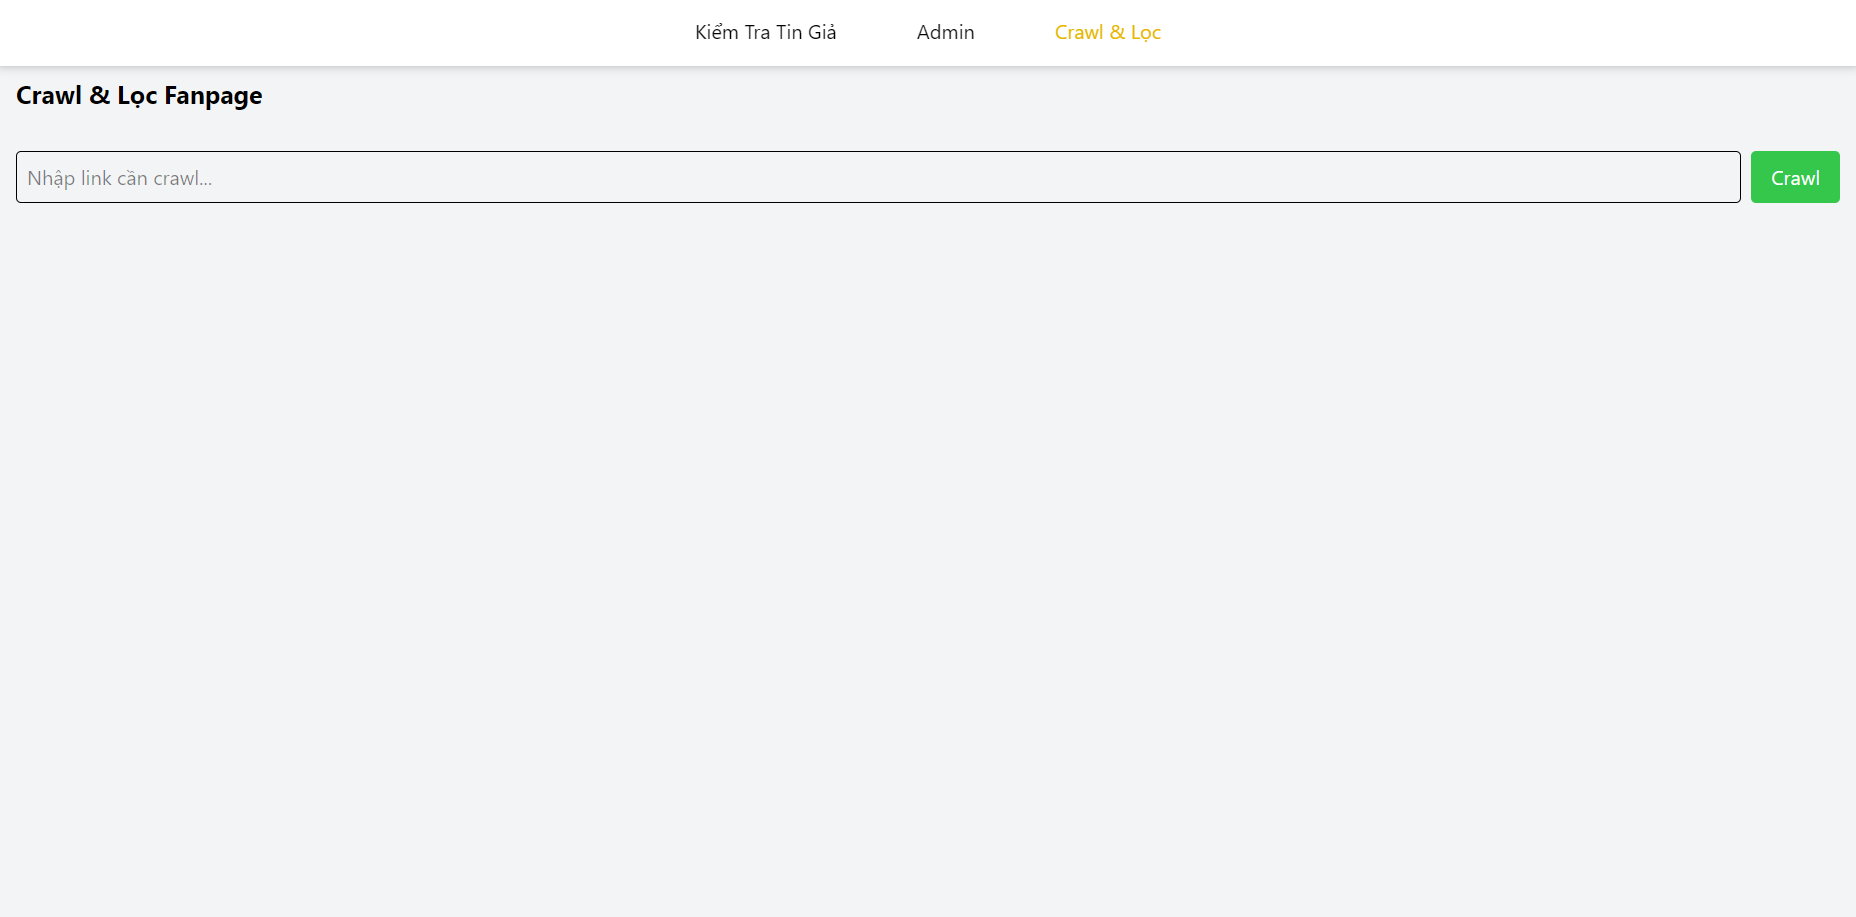 Kiểm Tra Tin Giả Admin Crawl & Lọc
Crawl & Lọc Fanpage
Nhập link cần crawl... Crawl